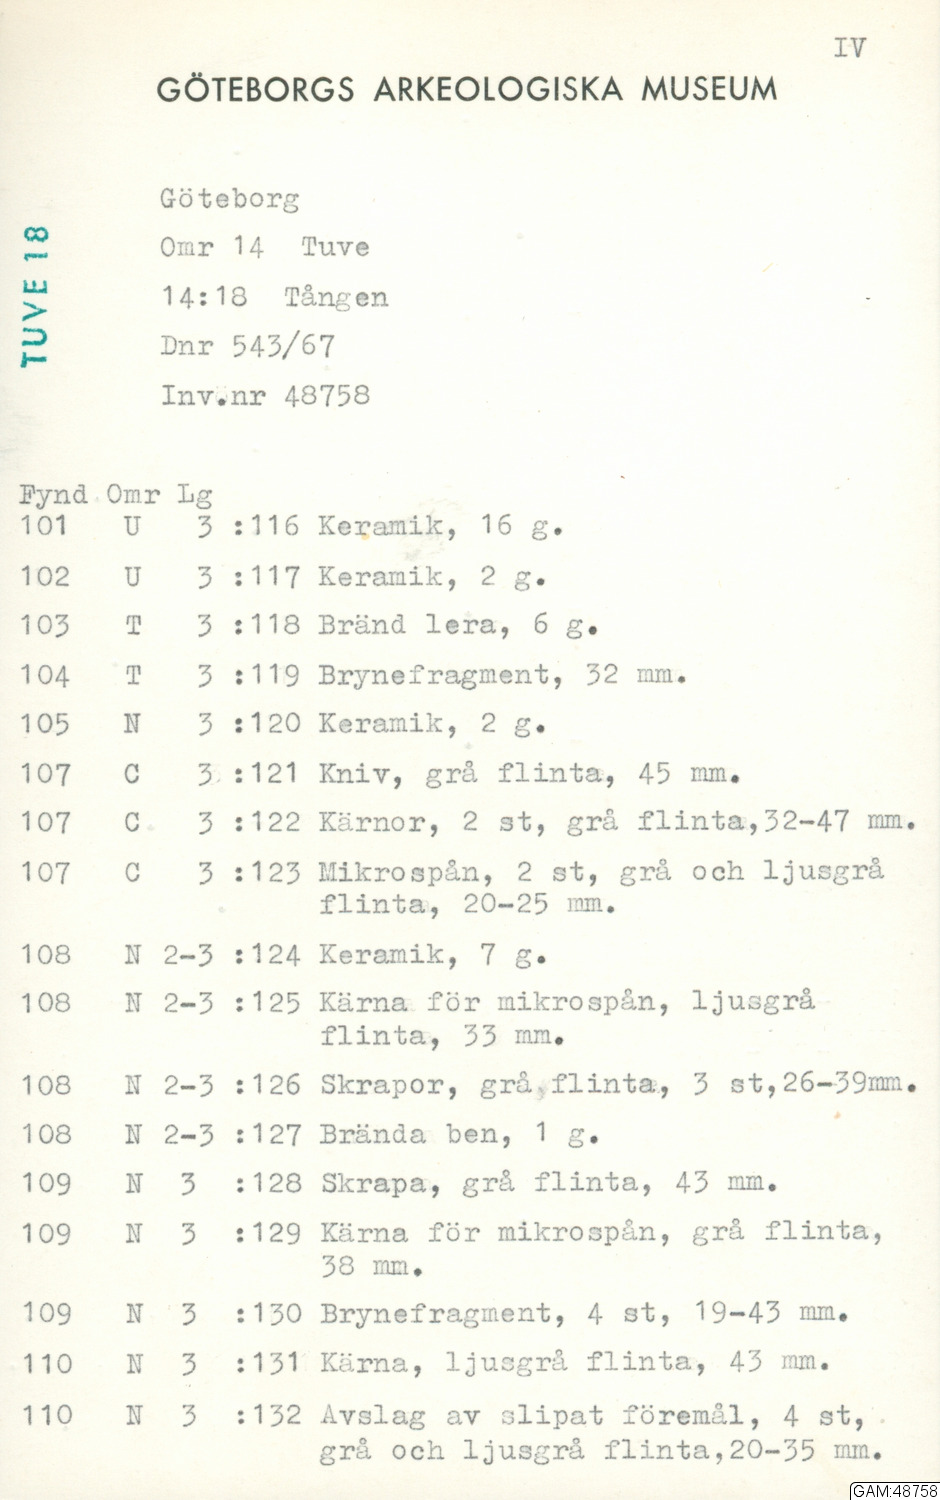 IV
GÖTEBORGS ARKEOLOGISKA MUSEUM
TUVE 18
Göteborg
Omr 14 Tuve
14:18 Tången
Dnr 543/67
Inv.nr 48758
Fynd Omr Lg
101 U 3 :116 Keramik, 16 g.
102 U 3 :117 Keramik, 2 g.
103 T 3 :118 Bränd lera, 6 g.
104 T 3 :119 Brynefragment, 32 mm.
105 N 3 :120 Keramik, 2 g.
107 C 3 :121 Kniv, grå flinta, 45 mm.
107 C 3 :122 Kärnor, 2 st, grå flinta,32-47 mm.
107 C 3 :123 Mikrospån, 2 st, grå och ljusgrå
flinta, 20-25 mm.
108 N 2-3 :124 Keramik, 7 g.
108 N 2-3 :125 Kärna för mikrospån, ljusgrå
flinta, 33 mm.
108 N 2-3 :126 Skrapor, grå flinta, 3 st,26-39mm.
108 N 2-3 :127 Brända ben, 1 g.
109 N 3 :128 Skrapa, grå flinta, 43 mm.
109 N 3 :129 Kärna för mikrospån, grå flinta,
38 mm.
109 N 3 :130 Brynefragment, 4 st, 19-43 mm.
110 N 3 :131 Kärna, ljusgrå flinta, 43 mm.
110 N 3 :132 Avslag av slipat föremål, 4 st,
grå och ljusgrå flinta,20-35 mm.
GAM:48758